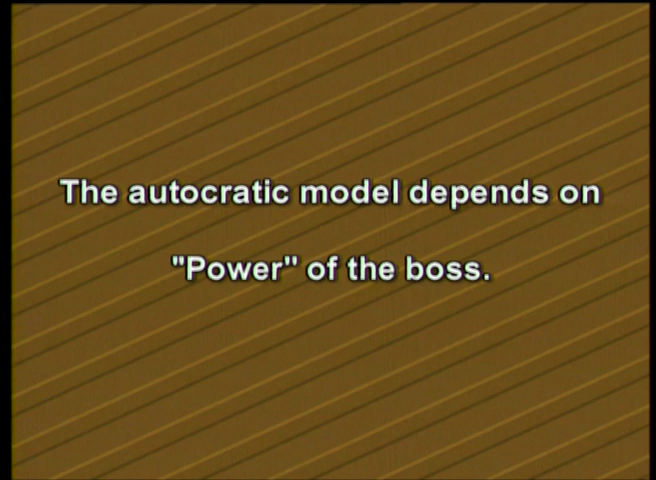 The autocratic model depends on
"Power" of the boss.